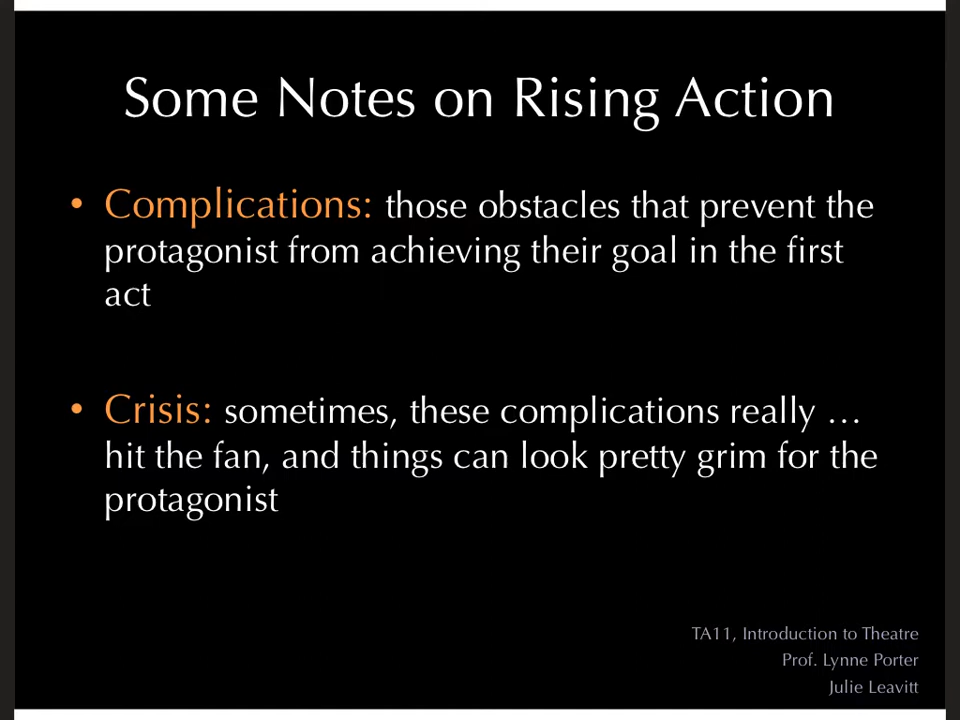 Some Notes on Rising Action
• Complications: those obstacles that prevent the
protagonist from achieving their goal in the first
act
• Crisis: sometimes, these complications really …
hit the fan, and things can look pretty grim for the
protagonist
TA11, Introduction to Theatre
Prof. Lynne Porter
Julie Leavitt